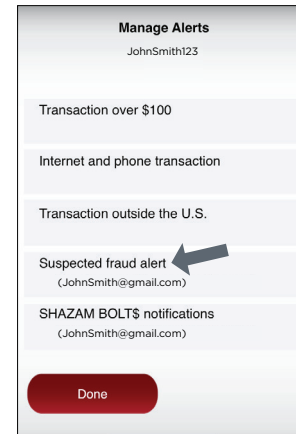 Manage Alerts
JohnSmith123
Transaction over $100
Internet and phone transaction
Transaction outside the U.S.
Suspected fraud alert
(JohnSmith@gmail.com)
SHAZAM BOLT$ notifications
(JohnSmith@gmail.com)
Done